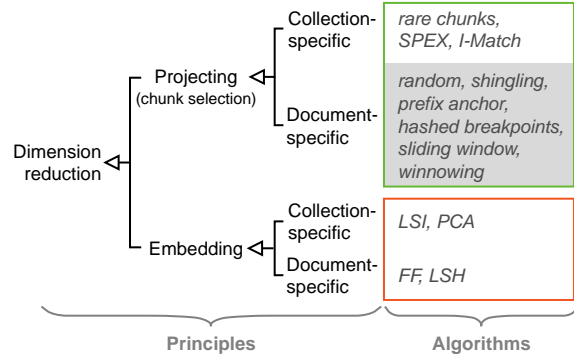 Collection-
specific
rare chunks,
SPEX, I-Match
Projecting
(chunk selection)
Document-
specific
random, shingling,
prefix anchor,
hashed breakpoints,
sliding window,
winnowing
Dimension
reduction
Embedding
Collection-
specific
LSI, PCA
Document-
specific
FF, LSH
Principles
Algorithms